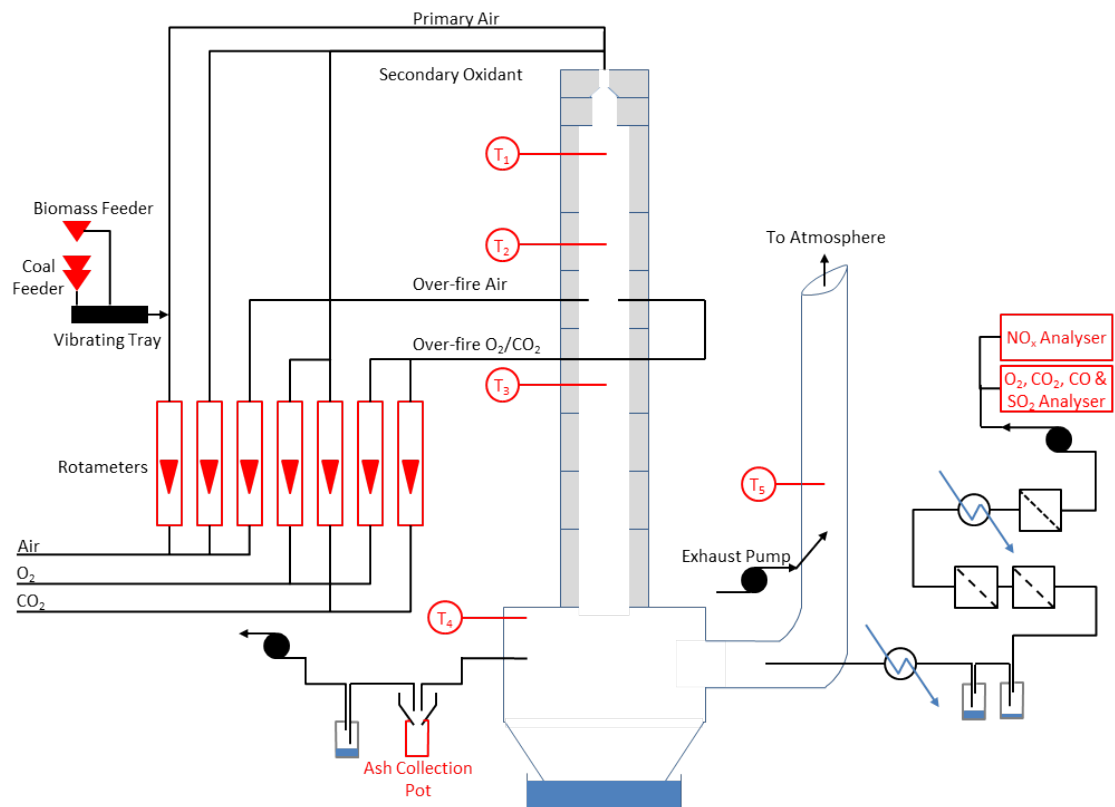 Primary Air
Secondary Oxidant
T₁
Biomass Feeder
T₂
To Atmosphere
Coal
Feeder
Over-fire Air
Vibrating Tray
Over-fire O₂/CO₂
NOₓ Analyser
T₃
O₂, CO₂, CO &
SO₂ Analyser
Rotameters
T₅
Air
Exhaust Pump
O₂
CO₂
T₄
Ash Collection
Pot